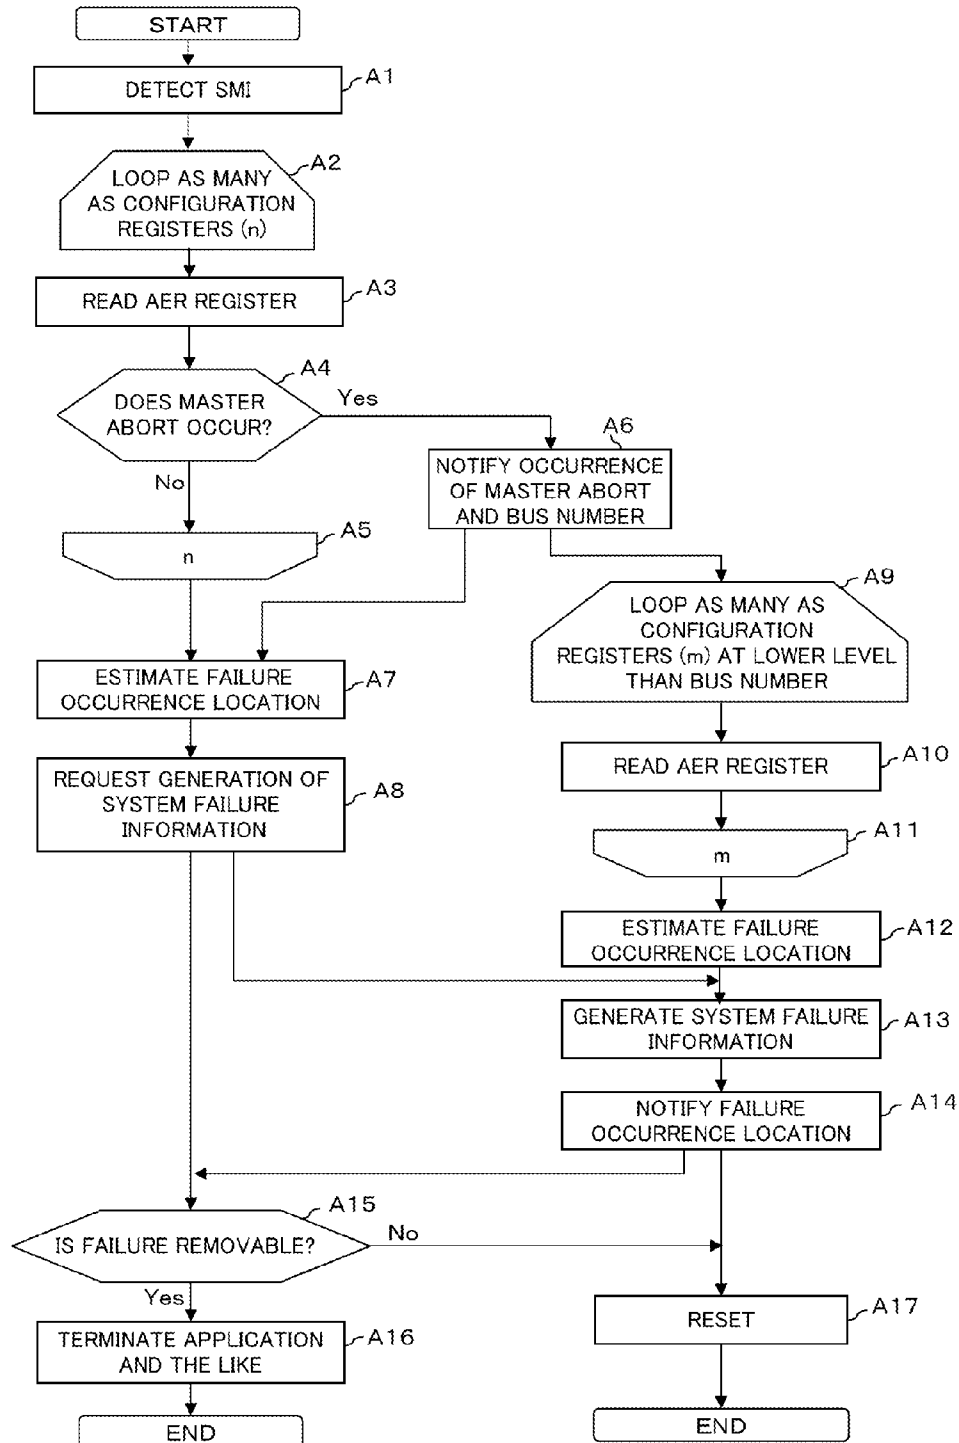 START
DETECT SMI
A1
LOOP AS MANY
AS CONFIGURATION
REGISTERS (n)
A2
READ AER REGISTER
A3
DOES MASTER
ABORT OCCUR?
A4
Yes
No
NOTIFY OCCURRENCE
OF MASTER ABORT
AND BUS NUMBER
A6
n
A5
LOOP AS MANY AS
CONFIGURATION
REGISTERS (m) AT LOWER LEVEL
THAN BUS NUMBER
A9
ESTIMATE FAILURE
OCCURRENCE LOCATION
A7
REQUEST GENERATION OF
SYSTEM FAILURE
INFORMATION
A8
READ AER REGISTER
A10
m
A11
ESTIMATE FAILURE
OCCURRENCE LOCATION
A12
GENERATE SYSTEM FAILURE
INFORMATION
A13
NOTIFY FAILURE
OCCURRENCE LOCATION
A14
IS FAILURE REMOVABLE?
A15
No
Yes
TERMINATE APPLICATION
AND THE LIKE
A16
RESET
A17
END
END